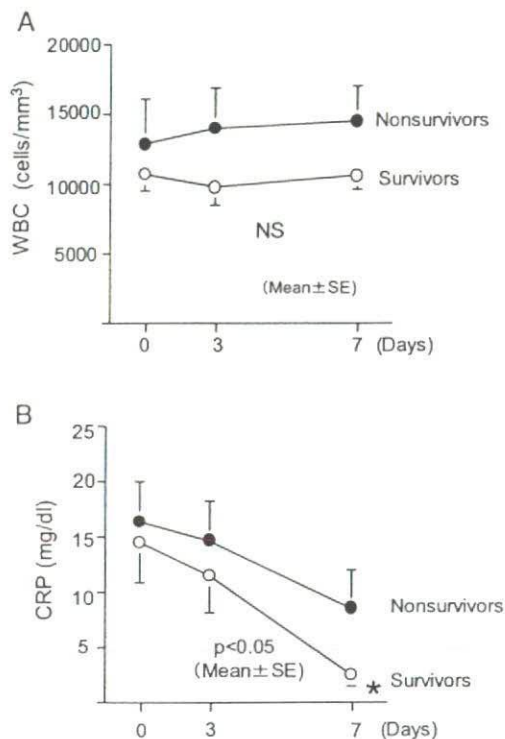 A
20000
15000
10000
5000
WBC (cells/mm³)
Nonsurvivors
Survivors
NS
(Mean±SE)
0 3 7 (Days)
B
25
20
15
10
5
CRP (mg/dl)
Nonsurvivors
p<0.05
(Mean±SE)
* Survivors
0 3 7 (Days)